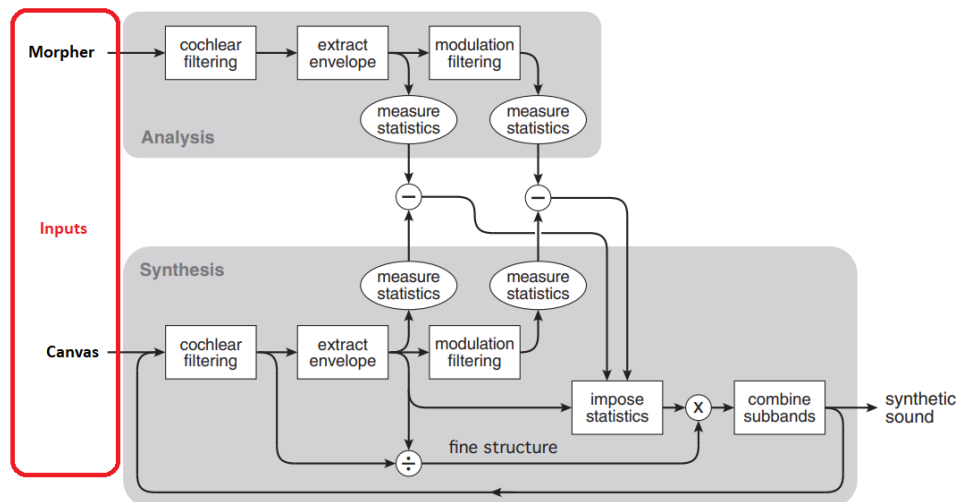 Morpher
cochlear
filtering
extract
envelope
modulation
filtering
measure
statistics
measure
statistics
Analysis
−
−
Inputs
Synthesis
measure
statistics
measure
statistics
Canvas
cochlear
filtering
extract
envelope
modulation
filtering
impose
statistics
X
combine
subbands
synthetic
sound
fine structure
÷